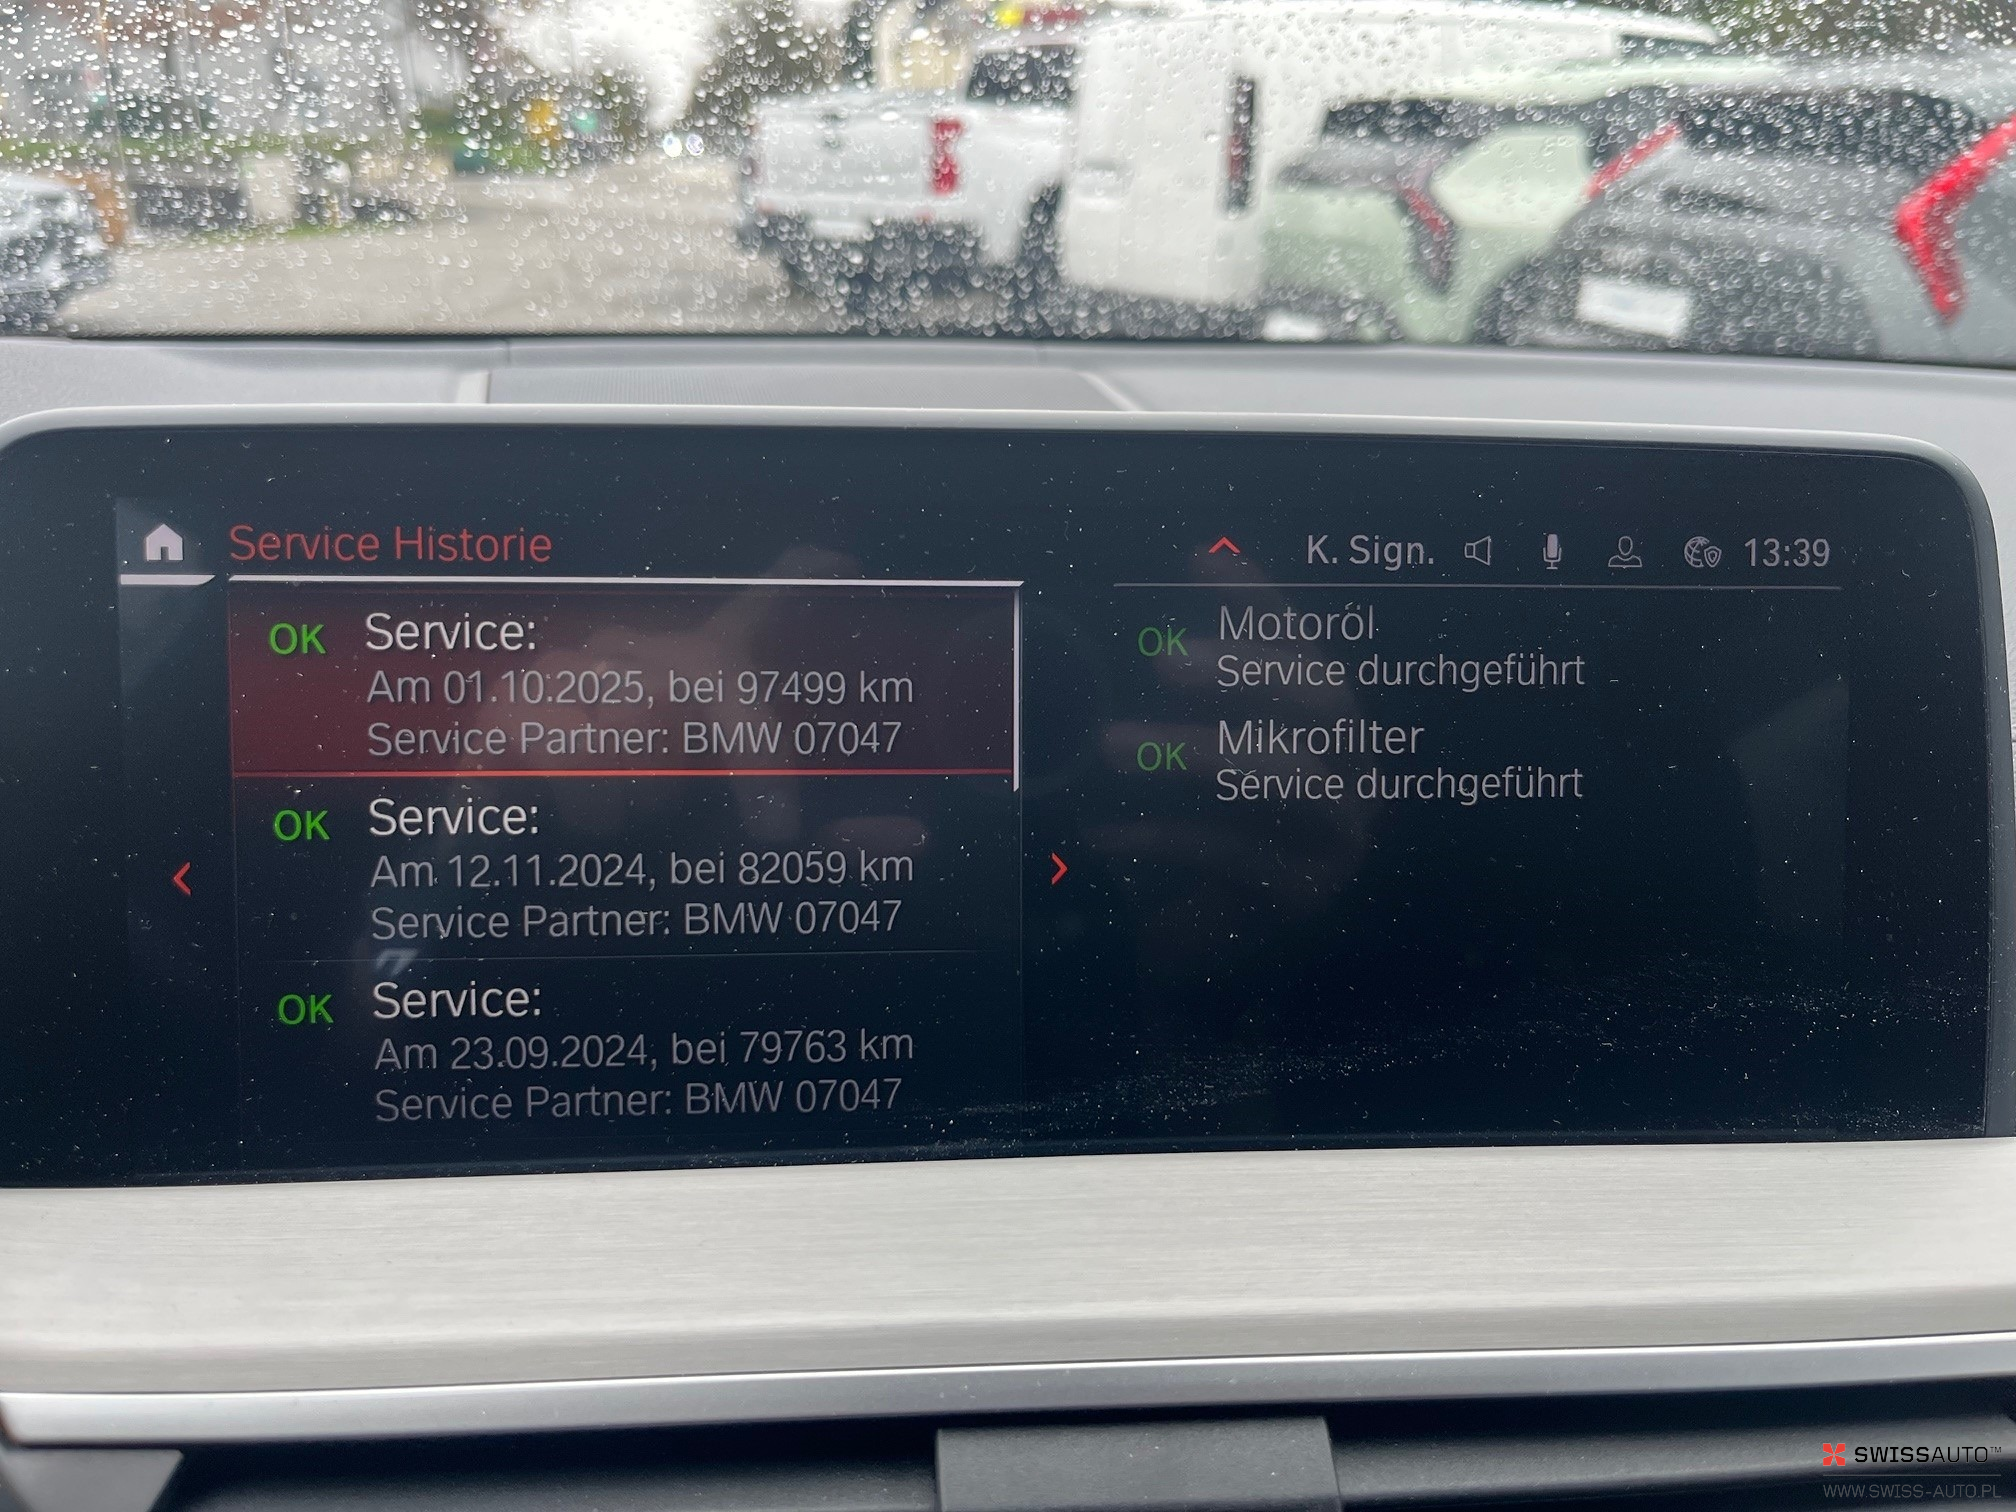 Service Historie
K. Sign.
13:39
OK Service:
Am 01.10.2025, bei 97499 km
Service Partner: BMW 07047
OK Service:
Am 12.11.2024, bei 82059 km
Service Partner: BMW 07047
OK Service:
Am 23.09.2024, bei 79763 km
Service Partner: BMW 07047
OK Motoröl
Service durchgeführt
OK Mikrofilter
Service durchgeführt
SWISSAUTO™
WWW.SWISS-AUTO.PL